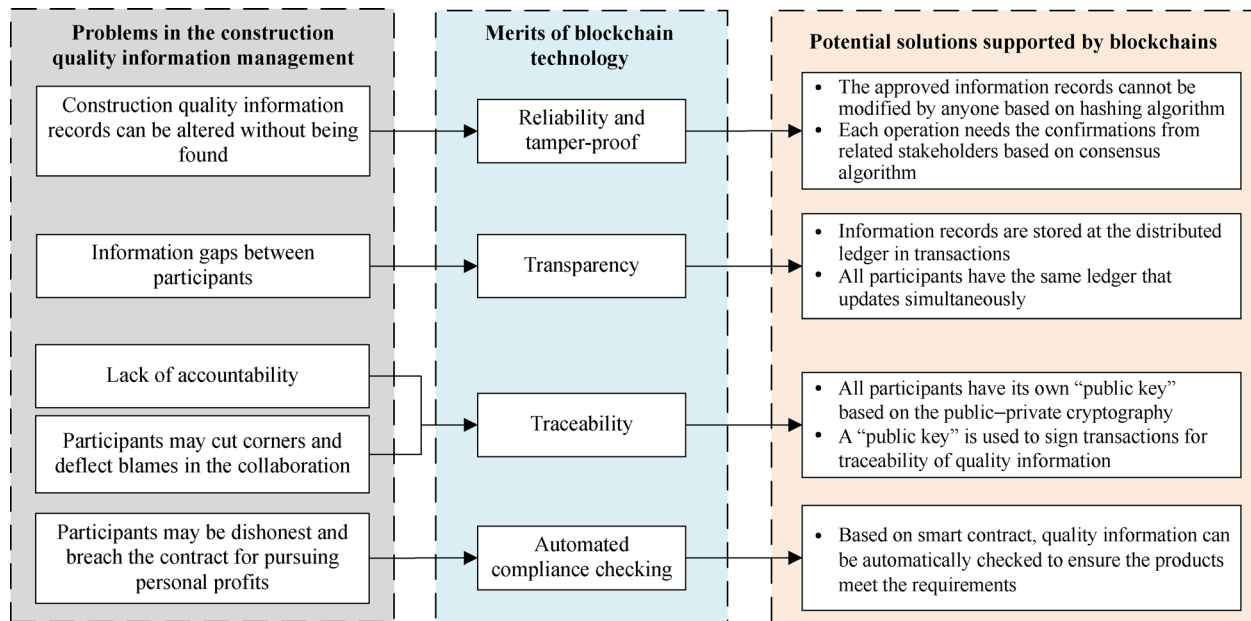 Problems in the construction
quality information management
Construction quality information
records can be altered without being
found
Information gaps between
participants
Lack of accountability
Participants may cut corners and
deflect blames in the collaboration
Participants may be dishonest and
breach the contract for pursuing
personal profits
Merits of blockchain
technology
Reliability and
tamper-proof
Transparency
Traceability
Automated
compliance checking
Potential solutions supported by blockchains
• The approved information records cannot be
modified by anyone based on hashing algorithm
• Each operation needs the confirmations from
related stakeholders based on consensus
algorithm
• Information records are stored at the distributed
ledger in transactions
• All participants have the same ledger that
updates simultaneously
• All participants have its own “public key”
based on the public–private cryptography
• A “public key” is used to sign transactions for
traceability of quality information
• Based on smart contract, quality information can
be automatically checked to ensure the products
meet the requirements